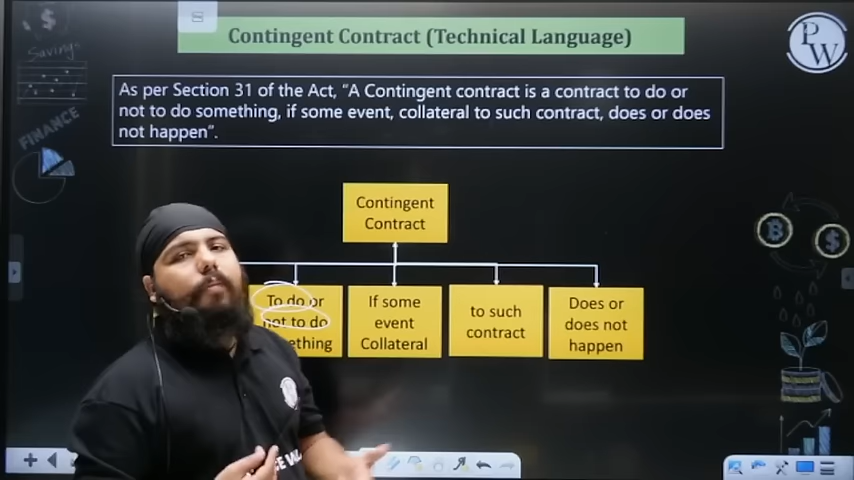 Contingent Contract (Technical Language)
P
W
Saving
As per Section 31 of the Act, “A Contingent contract is a contract to do or
not to do something, if some event, collateral to such contract, does or does
not happen”.
FINANCE
Contingent
Contract
To do or
not to do
ething
If some
event
Collateral
to such
contract
Does or
does not
happen